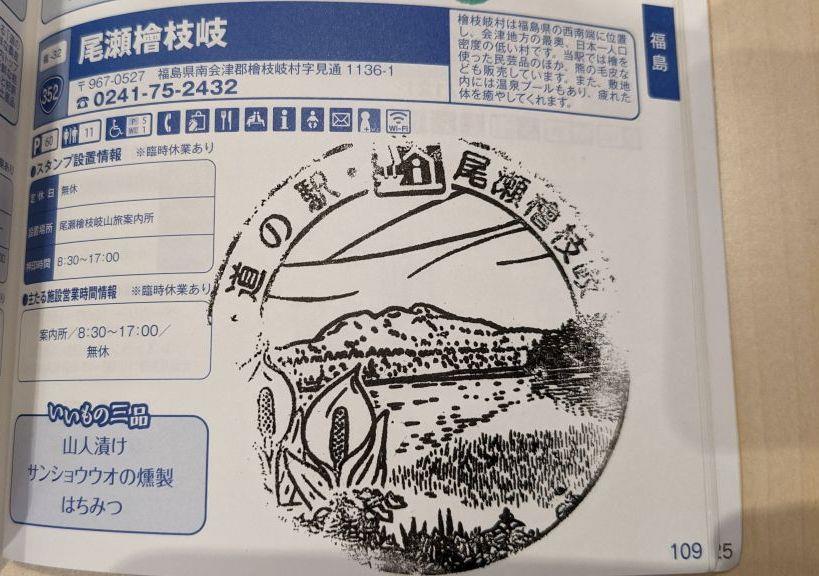 尾瀬檜枝岐
352
〒967-0527 福島県南会津郡檜枝岐村字見通 1136-1
☎0241-75-2432
檜枝岐村は福島県の西南端に位置
し、会津地方の最奥、日本一人口
密度の低い村です。当駅では檜を
使った民芸品のほか、熊の毛皮な
ども販売しています。また、敷地
内には温泉プールもあり、疲れた
体を癒やしてくれます。
福島
P 60 11 5 1 i Wi-Fi
●スタンプ設置情報 ※臨時休業あり
定休日 無休
設置場所 尾瀬檜枝岐山旅案内所
押印時間 8:30〜17:00
●主たる施設営業時間情報 ※臨時休業あり
案内所/8:30〜17:00/
無休
いいもの三品
山人漬け
サンショウウオの燻製
はちみつ
道の駅・尾瀬檜枝岐
109
25